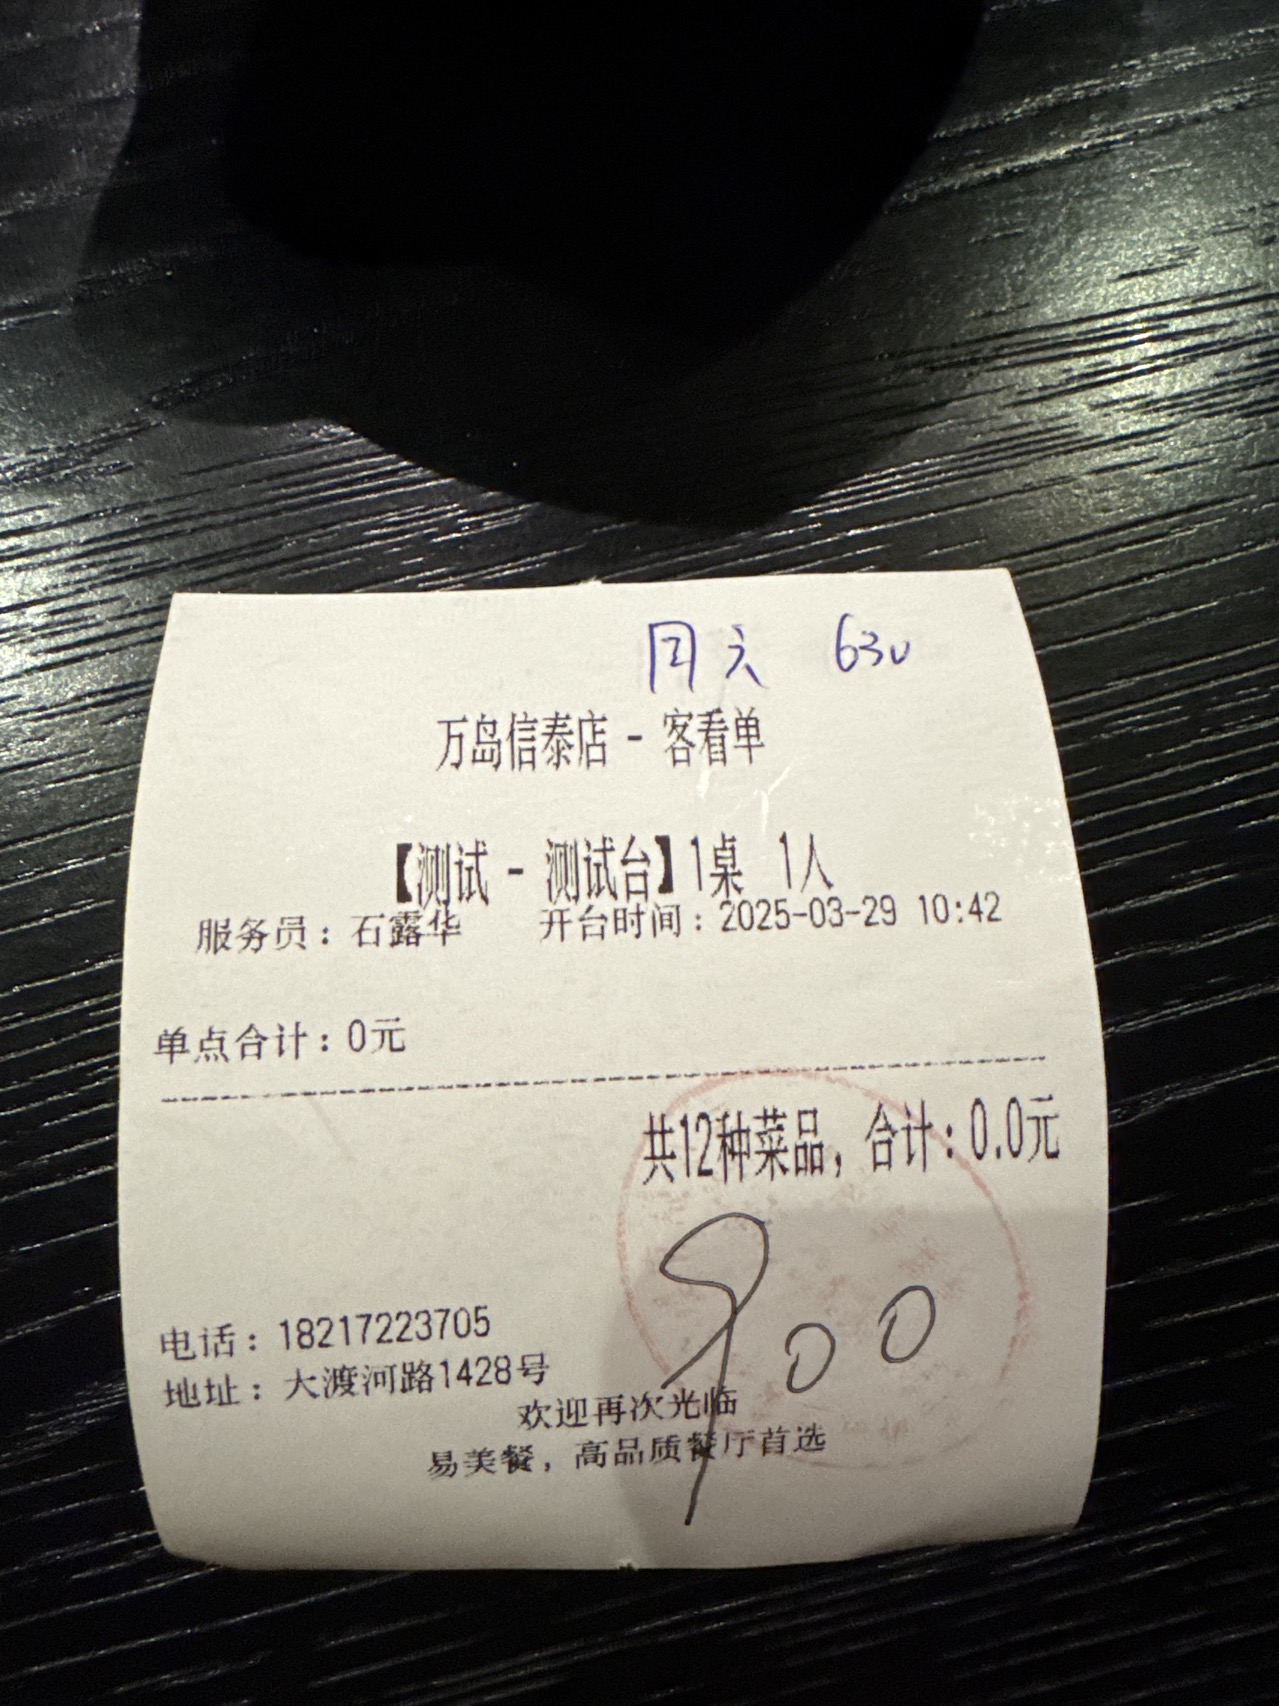 630
万岛信泰店 - 客看单
【测试 - 测试台】1桌 1人
服务员：石露华 开台时间：2025-03-29 10:42
单点合计：0元
共12种菜品，合计：0.0元
900
电话：18217223705
地址：大渡河路1428号
欢迎再次光临
易美餐，高品质餐厅首选